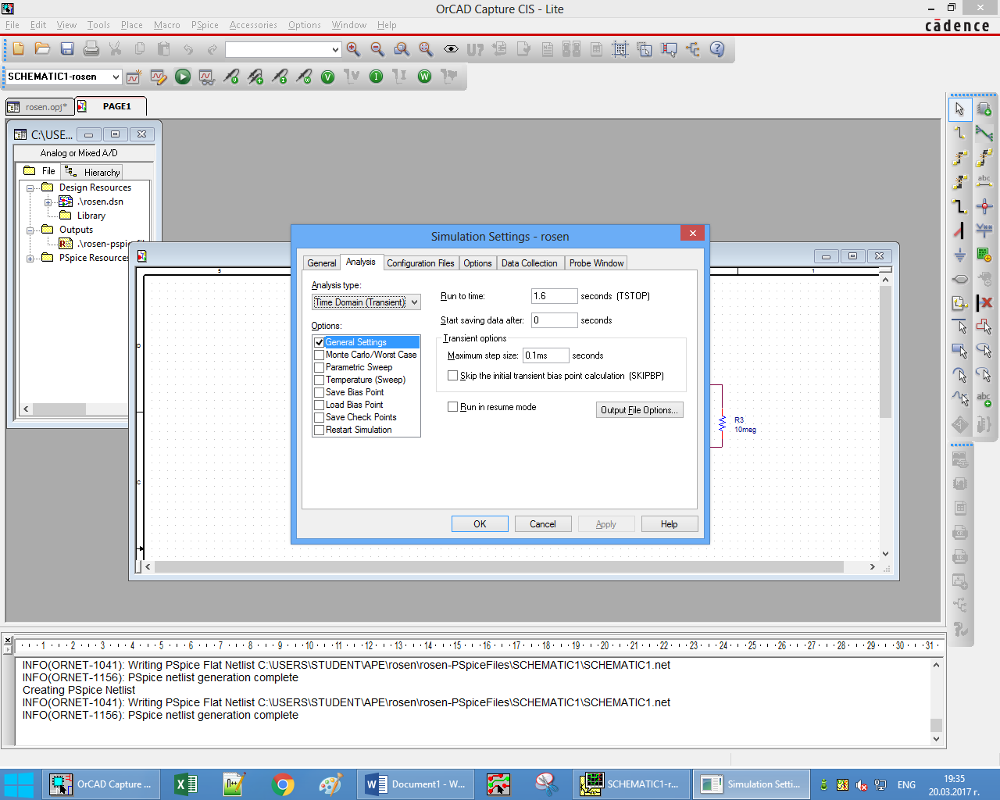 OrCAD Capture CIS - Lite
File Edit View Tools Place Macro PSpice Accessories Options Window Help
cādence
U?
SCHEMATIC1-rosen
V I W
rosen.opj* PAGE1
C:\USE...
Analog or Mixed A/D
File Hierarchy
Design Resources
.\rosen.dsn
Library
Outputs
.\rosen-pspic
PSpice Resources
5 1
D
C
R3
10meg
Simulation Settings - rosen
General Analysis Configuration Files Options Data Collection Probe Window
Analysis type:
Time Domain (Transient)
Options:
General Settings
Monte Carlo/Worst Case
Parametric Sweep
Temperature (Sweep)
Save Bias Point
Load Bias Point
Save Check Points
Restart Simulation
Run to time: 1.6 seconds (TSTOP)
Start saving data after: 0 seconds
Transient options
Maximum step size: 0.1ms seconds
Skip the initial transient bias point calculation (SKIPBP)
Run in resume mode
Output File Options...
OK Cancel Apply Help
abc
abc
1 2 3 4 5 6 7 8 9 10 11 12 13 14 15 16 17 18 19 20 21 22 23 24 25 26 27 28 29 30 31
INFO(ORNET-1041): Writing PSpice Flat Netlist C:\USERS\STUDENT\APE\rosen\rosen-PSpiceFiles\SCHEMATIC1\SCHEMATIC1.net
INFO(ORNET-1156): PSpice netlist generation complete
Creating PSpice Netlist
INFO(ORNET-1041): Writing PSpice Flat Netlist C:\USERS\STUDENT\APE\rosen\rosen-PSpiceFiles\SCHEMATIC1\SCHEMATIC1.net
INFO(ORNET-1156): PSpice netlist generation complete
OrCAD Capture ... Document1 - W... SCHEMATIC1-r... Simulation Setti... ENG
19:35
20.03.2017 г.